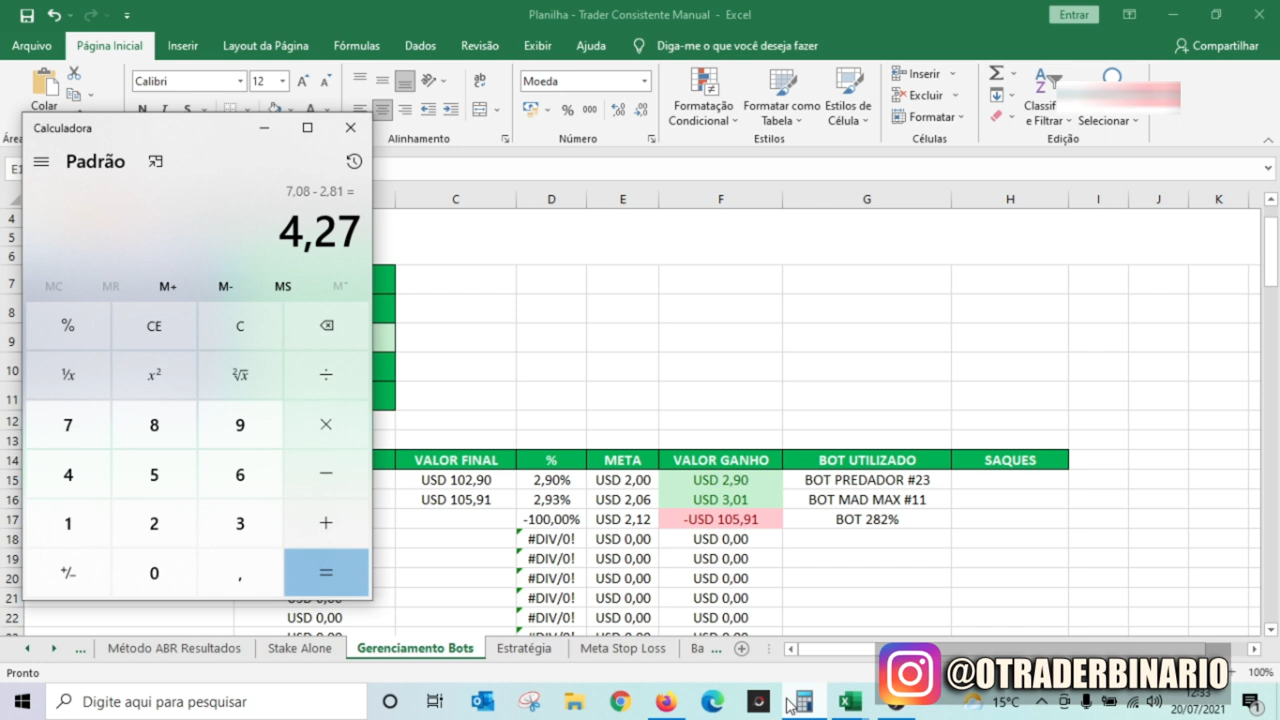 Planilha - Trader Consistente Manual - Excel
Entrar
Arquivo
Página Inicial
Inserir
Layout da Página
Fórmulas
Dados
Revisão
Exibir
Ajuda
Diga-me o que você deseja fazer
Compartilhar
Colar
Calibri
12
Moeda
% 000
Formatação Condicional
Formatar como Tabela
Estilos de Célula
Inserir
Excluir
Formatar
Classif
e Filtrar
Selecionar
Alinhamento
Número
Estilos
Células
Edição
Calculadora
Padrão
7,08 - 2,81 =
4,27
MC MR M+ M- MS M˅
% CE C
⅟x x² ²√x ÷
7 8 9 ×
4 5 6 −
1 2 3 +
+/− 0 , =
C D E F G H I J K
4
5
6
7
8
9
10
11
12
13
14 VALOR FINAL % META VALOR GANHO BOT UTILIZADO SAQUES
15 USD 102,90 2,90% USD 2,00 USD 2,90 BOT PREDADOR #23
16 USD 105,91 2,93% USD 2,06 USD 3,01 BOT MAD MAX #11
17 -100,00% USD 2,12 -USD 105,91 BOT 282%
18 #DIV/0! USD 0,00 USD 0,00
19 #DIV/0! USD 0,00 USD 0,00
20 #DIV/0! USD 0,00 USD 0,00
21 USD 0,00 #DIV/0! USD 0,00 USD 0,00
22 USD 0,00 #DIV/0! USD 0,00 USD 0,00
... Método ABR Resultados Stake Alone Gerenciamento Bots Estratégia Meta Stop Loss Ba ...
Pronto
100%
@OTRADERBINARIO
Digite aqui para pesquisar
15°C
12:33
20/07/2021
1